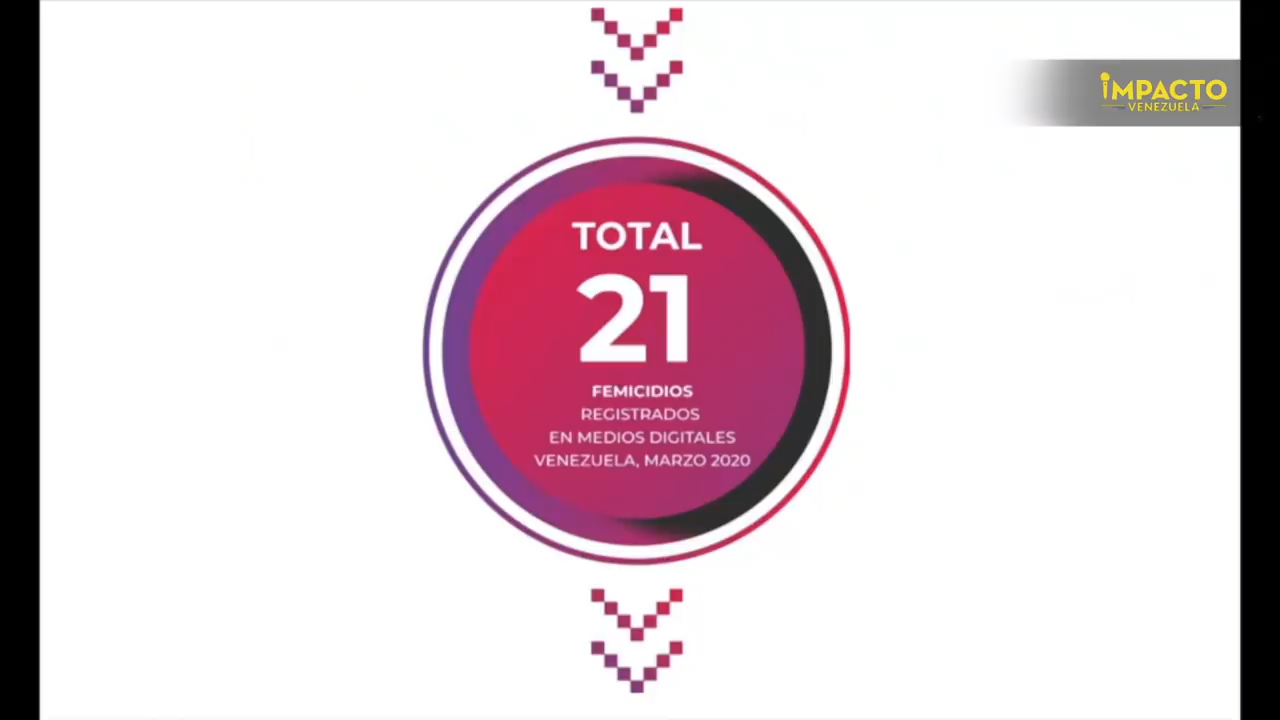 IMPACTO
VENEZUELA
TOTAL
21
FEMICIDIOS
REGISTRADOS
EN MEDIOS DIGITALES
VENEZUELA, MARZO 2020